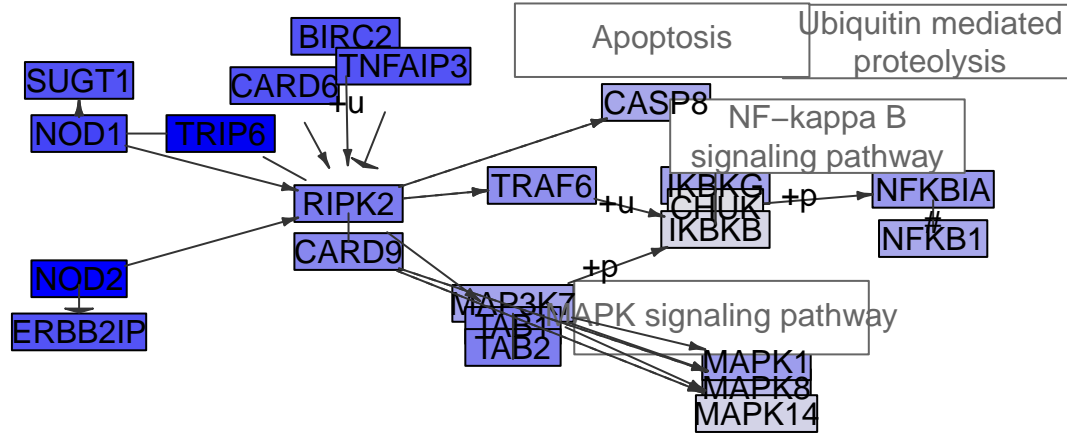 BIRC2
Apoptosis
Ubiquitin mediated
proteolysis
TNFAIP3
SUGT1
CARD6
+u
CASP8
NOD1
TRIP6
NF−kappa B
signaling pathway
TRAF6
IKBKG
NFKBIA
RIPK2
+u
CHUK
+p
IKBKB
#
NFKB1
CARD9
NOD2
+p
MAP3K7
ERBB2IP
TAB1
MAPK signaling pathway
TAB2
MAPK1
MAPK8
MAPK14